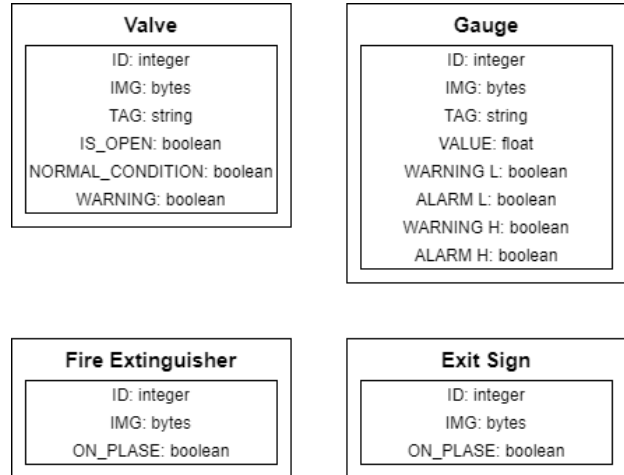 Valve
ID: integer
IMG: bytes
TAG: string
IS_OPEN: boolean
NORMAL_CONDITION: boolean
WARNING: boolean
Gauge
ID: integer
IMG: bytes
TAG: string
VALUE: float
WARNING L: boolean
ALARM L: boolean
WARNING H: boolean
ALARM H: boolean
Fire Extinguisher
ID: integer
IMG: bytes
ON_PLASE: boolean
Exit Sign
ID: integer
IMG: bytes
ON_PLASE: boolean